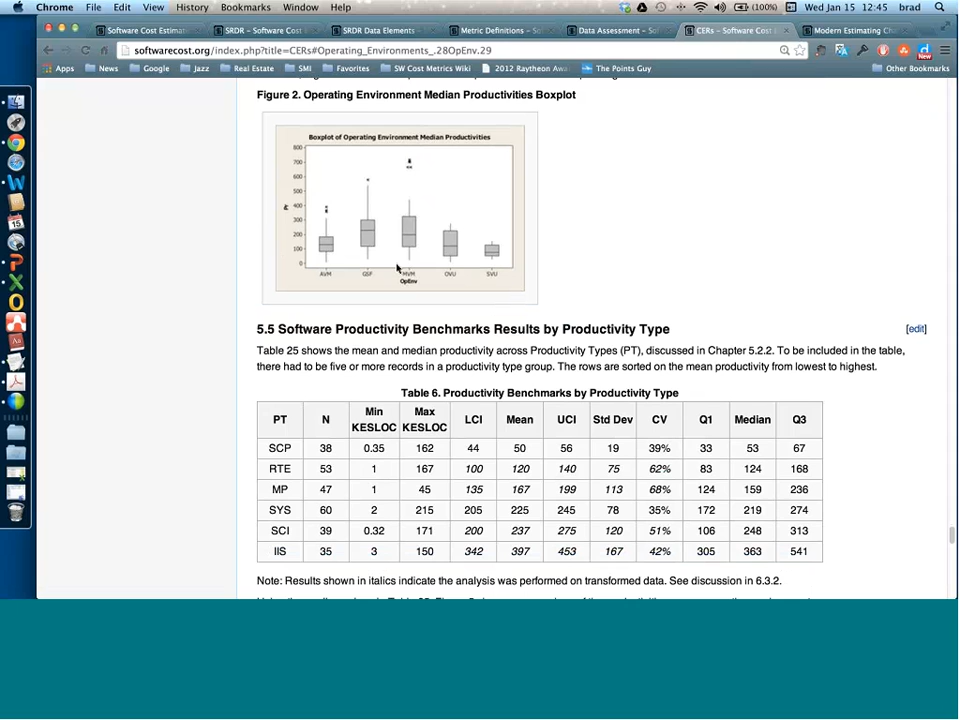 Chrome File Edit View History Bookmarks Window Help (100%) Wed Jan 15 12:45 brad
Software Cost Estimat SRDR – Software Cost SRDR Data Elements - Metric Definitions – So Data Assessment – Sof CERs – Software Cost Modern Estimating Ch
softwarecost.org/index.php?title=CERs#Operating_Environments_.28OpEnv.29
Apps News Google Jazz Real Estate SMI Favorites SW Cost Metrics Wiki 2012 Raytheon Awa The Points Guy Other Bookmarks
New
Figure 2. Operating Environment Median Productivities Boxplot
Boxplot of Operating Environment Median Productivities
800
700
600
500
400
300
200
100
0
Pr
AVM GSF MVM OVU SVU
OpEnv
5.5 Software Productivity Benchmarks Results by Productivity Type [edit]
Table 25 shows the mean and median productivity across Productivity Types (PT), discussed in Chapter 5.2.2. To be included in the table,
there had to be five or more records in a productivity type group. The rows are sorted on the mean productivity from lowest to highest.
Table 6. Productivity Benchmarks by Productivity Type
PT N Min KESLOC Max KESLOC LCI Mean UCI Std Dev CV Q1 Median Q3
SCP 38 0.35 162 44 50 56 19 39% 33 53 67
RTE 53 1 167 100 120 140 75 62% 83 124 168
MP 47 1 45 135 167 199 113 68% 124 159 236
SYS 60 2 215 205 225 245 78 35% 172 219 274
SCI 39 0.32 171 200 237 275 120 51% 106 248 313
IIS 35 3 150 342 397 453 167 42% 305 363 541
Note: Results shown in italics indicate the analysis was performed on transformed data. See discussion in 6.3.2.